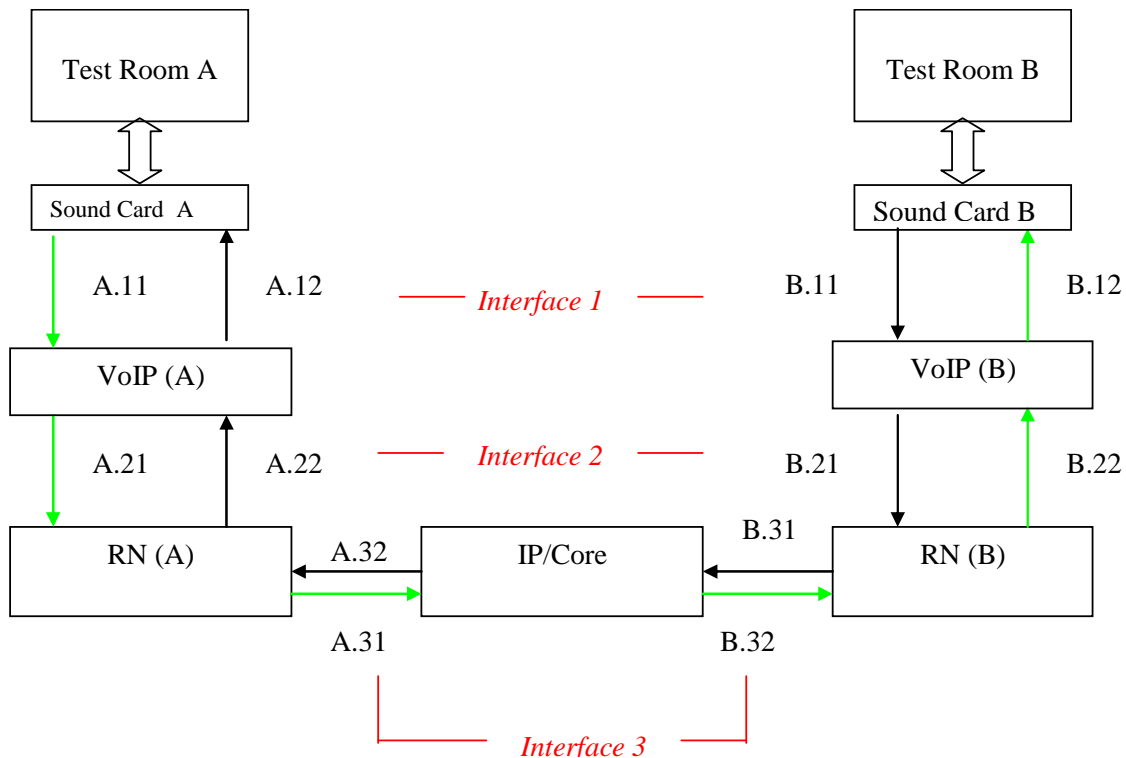 Test Room A
Test Room B
Sound Card A
Sound Card B
A.11
A.12
Interface 1
B.11
B.12
VoIP (A)
VoIP (B)
A.21
A.22
Interface 2
B.21
B.22
RN (A)
A.32
IP/Core
B.31
RN (B)
A.31
B.32
Interface 3